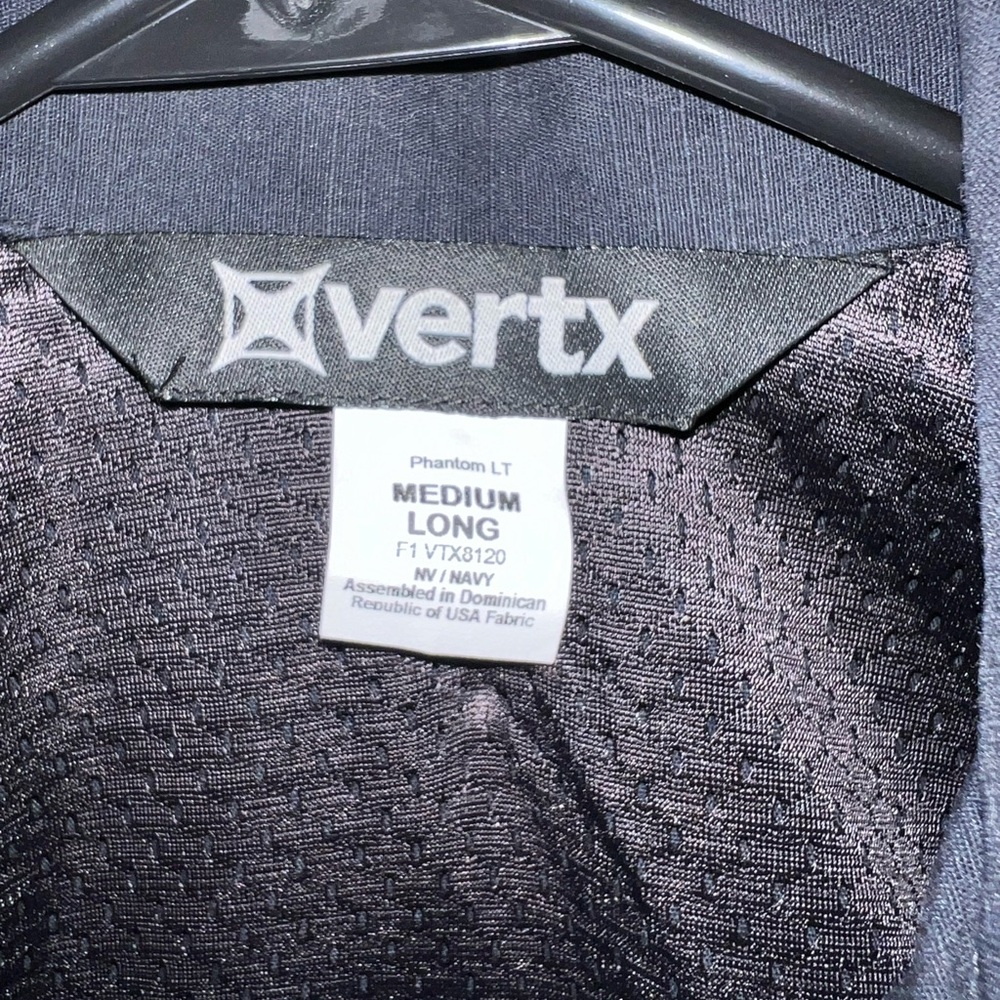 vertx
Phantom LT
MEDIUM
LONG
F1 VTX8120
NV / NAVY
Assembled in Dominican
Republic of USA Fabric